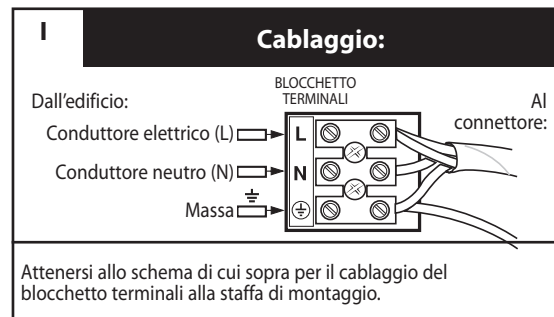 I
Cablaggio:
BLOCCHETTO
TERMINALI
Dall'edificio:
Al
connettore:
Conduttore elettrico (L)
L
Conduttore neutro (N)
N
Massa
Attenersi allo schema di cui sopra per il cablaggio del
blocchetto terminali alla staffa di montaggio.